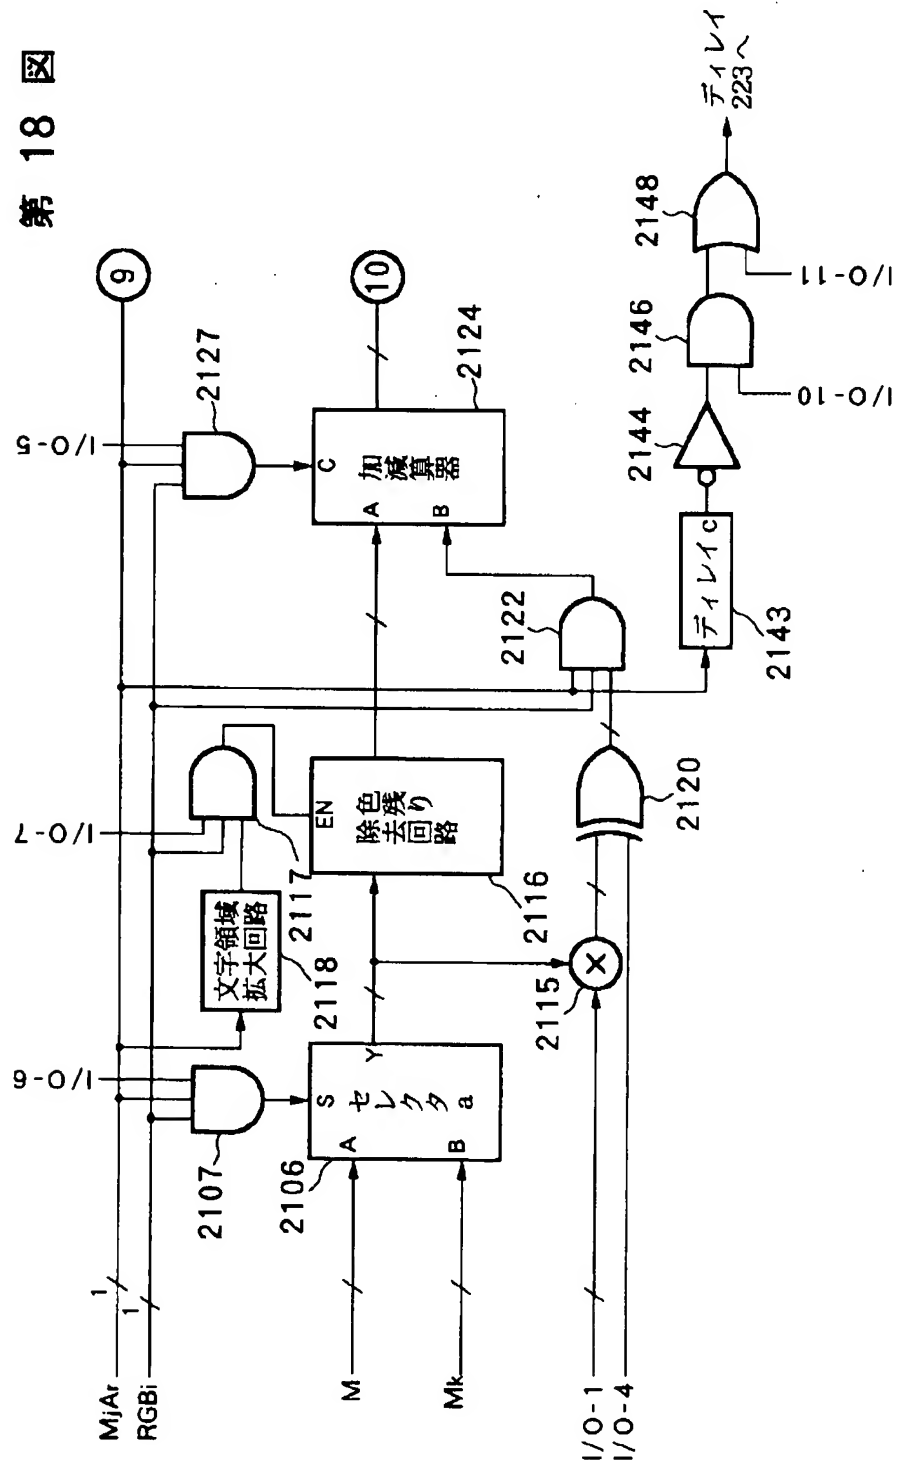 第 18 図
MjAr
1
RGBi
1
9
I/O-6
2107
文字領域
拡大回路
2118
I/O-7
2117
I/O-5
2127
M
Mk
A
B
S
Y
セレクタ
a
2106
EN
色残り
除去回路
2116
A
B
C
加減算器
2124
10
I/O-1
I/O-4
×
2115
2120
2122
ディレイ c
2143
2144
2146
I/O-10
2148
I/O-11
ディレイ
223へ